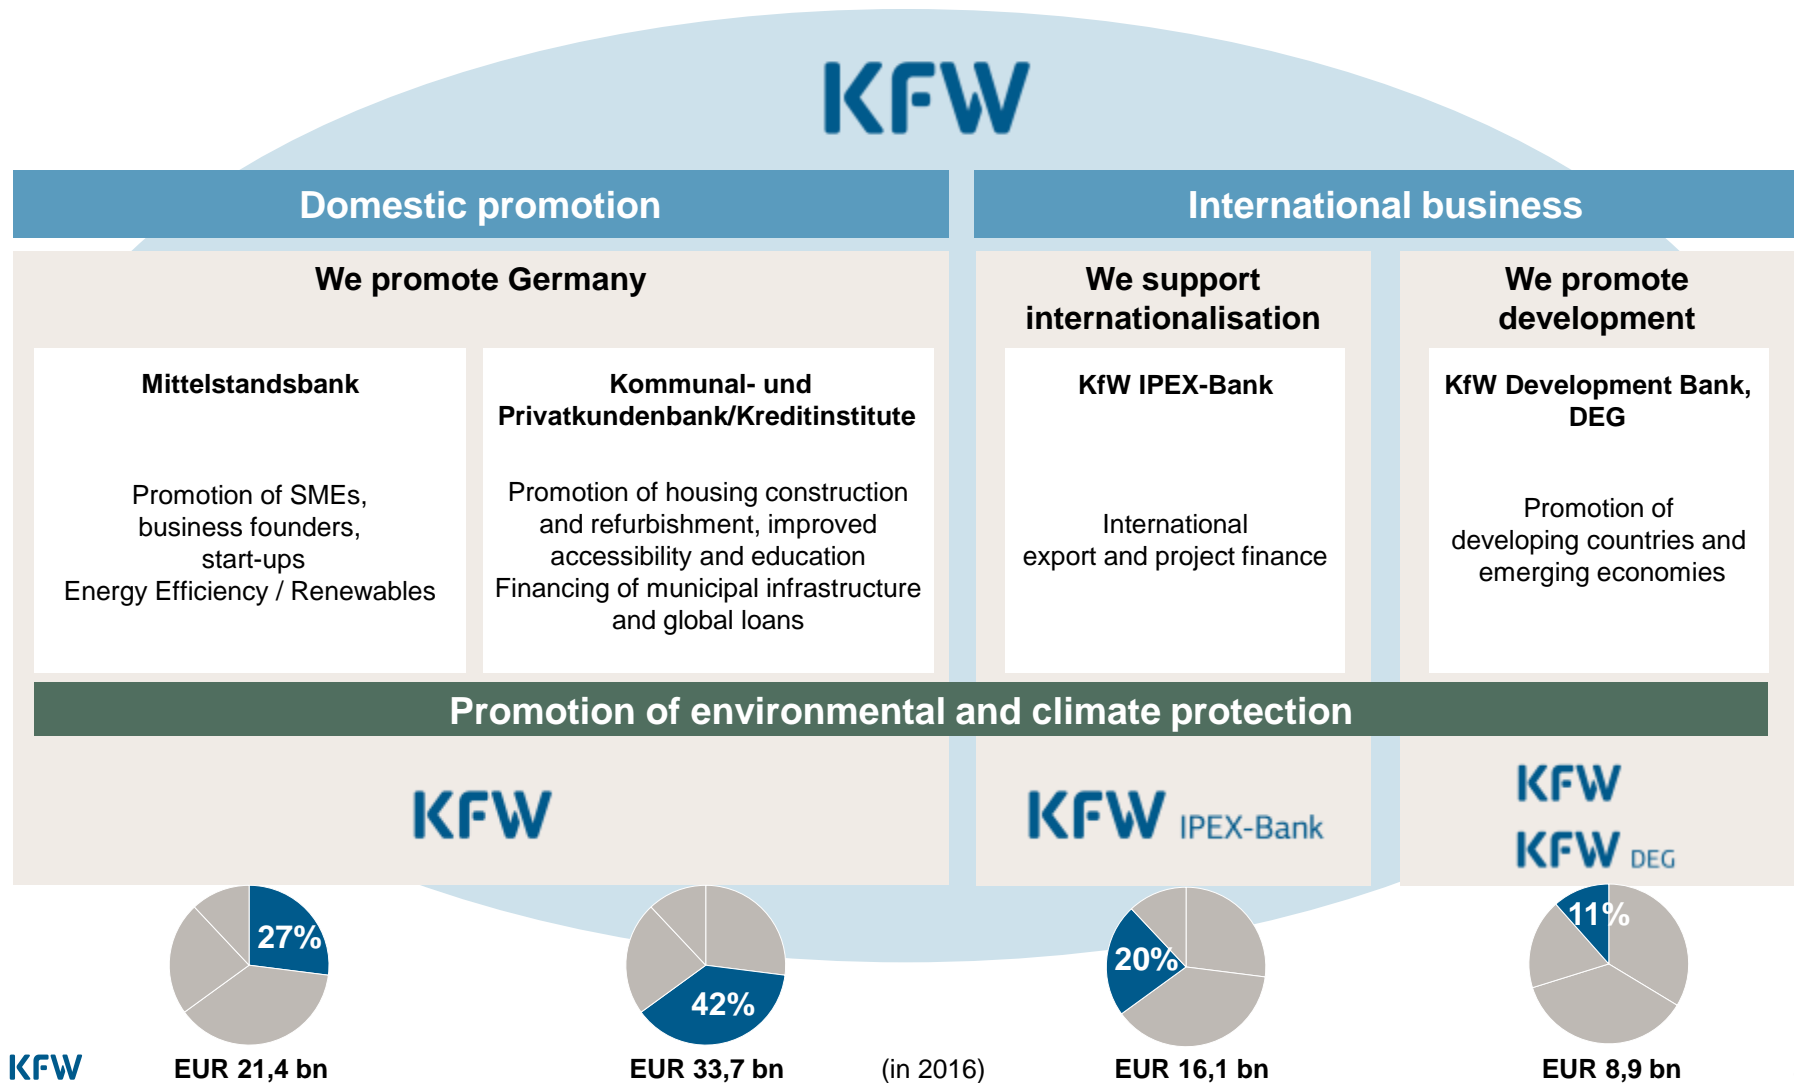 KFW
Domestic promotion
International business
We promote Germany
We support
internationalisation
We promote
development
Mittelstandsbank
Promotion of SMEs,
business founders,
start-ups
Energy Efficiency / Renewables
Kommunal- und
Privatkundenbank/Kreditinstitute
Promotion of housing construction
and refurbishment, improved
accessibility and education
Financing of municipal infrastructure
and global loans
KfW IPEX-Bank
International
export and project finance
KfW Development Bank,
DEG
Promotion of
developing countries and
emerging economies
Promotion of environmental and climate protection
KFW
KFW IPEX-Bank
KFW
KFW DEG
27%
42%
20%
11%
KFW
EUR 21,4 bn
EUR 33,7 bn
(in 2016)
EUR 16,1 bn
EUR 8,9 bn